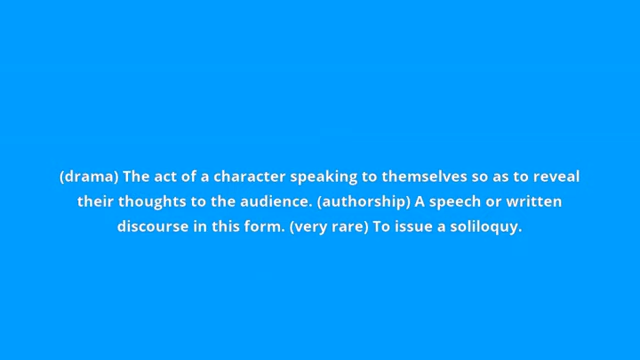 (drama) The act of a character speaking to themselves so as to reveal
their thoughts to the audience. (authorship) A speech or written
discourse in this form. (very rare) To issue a soliloquy.